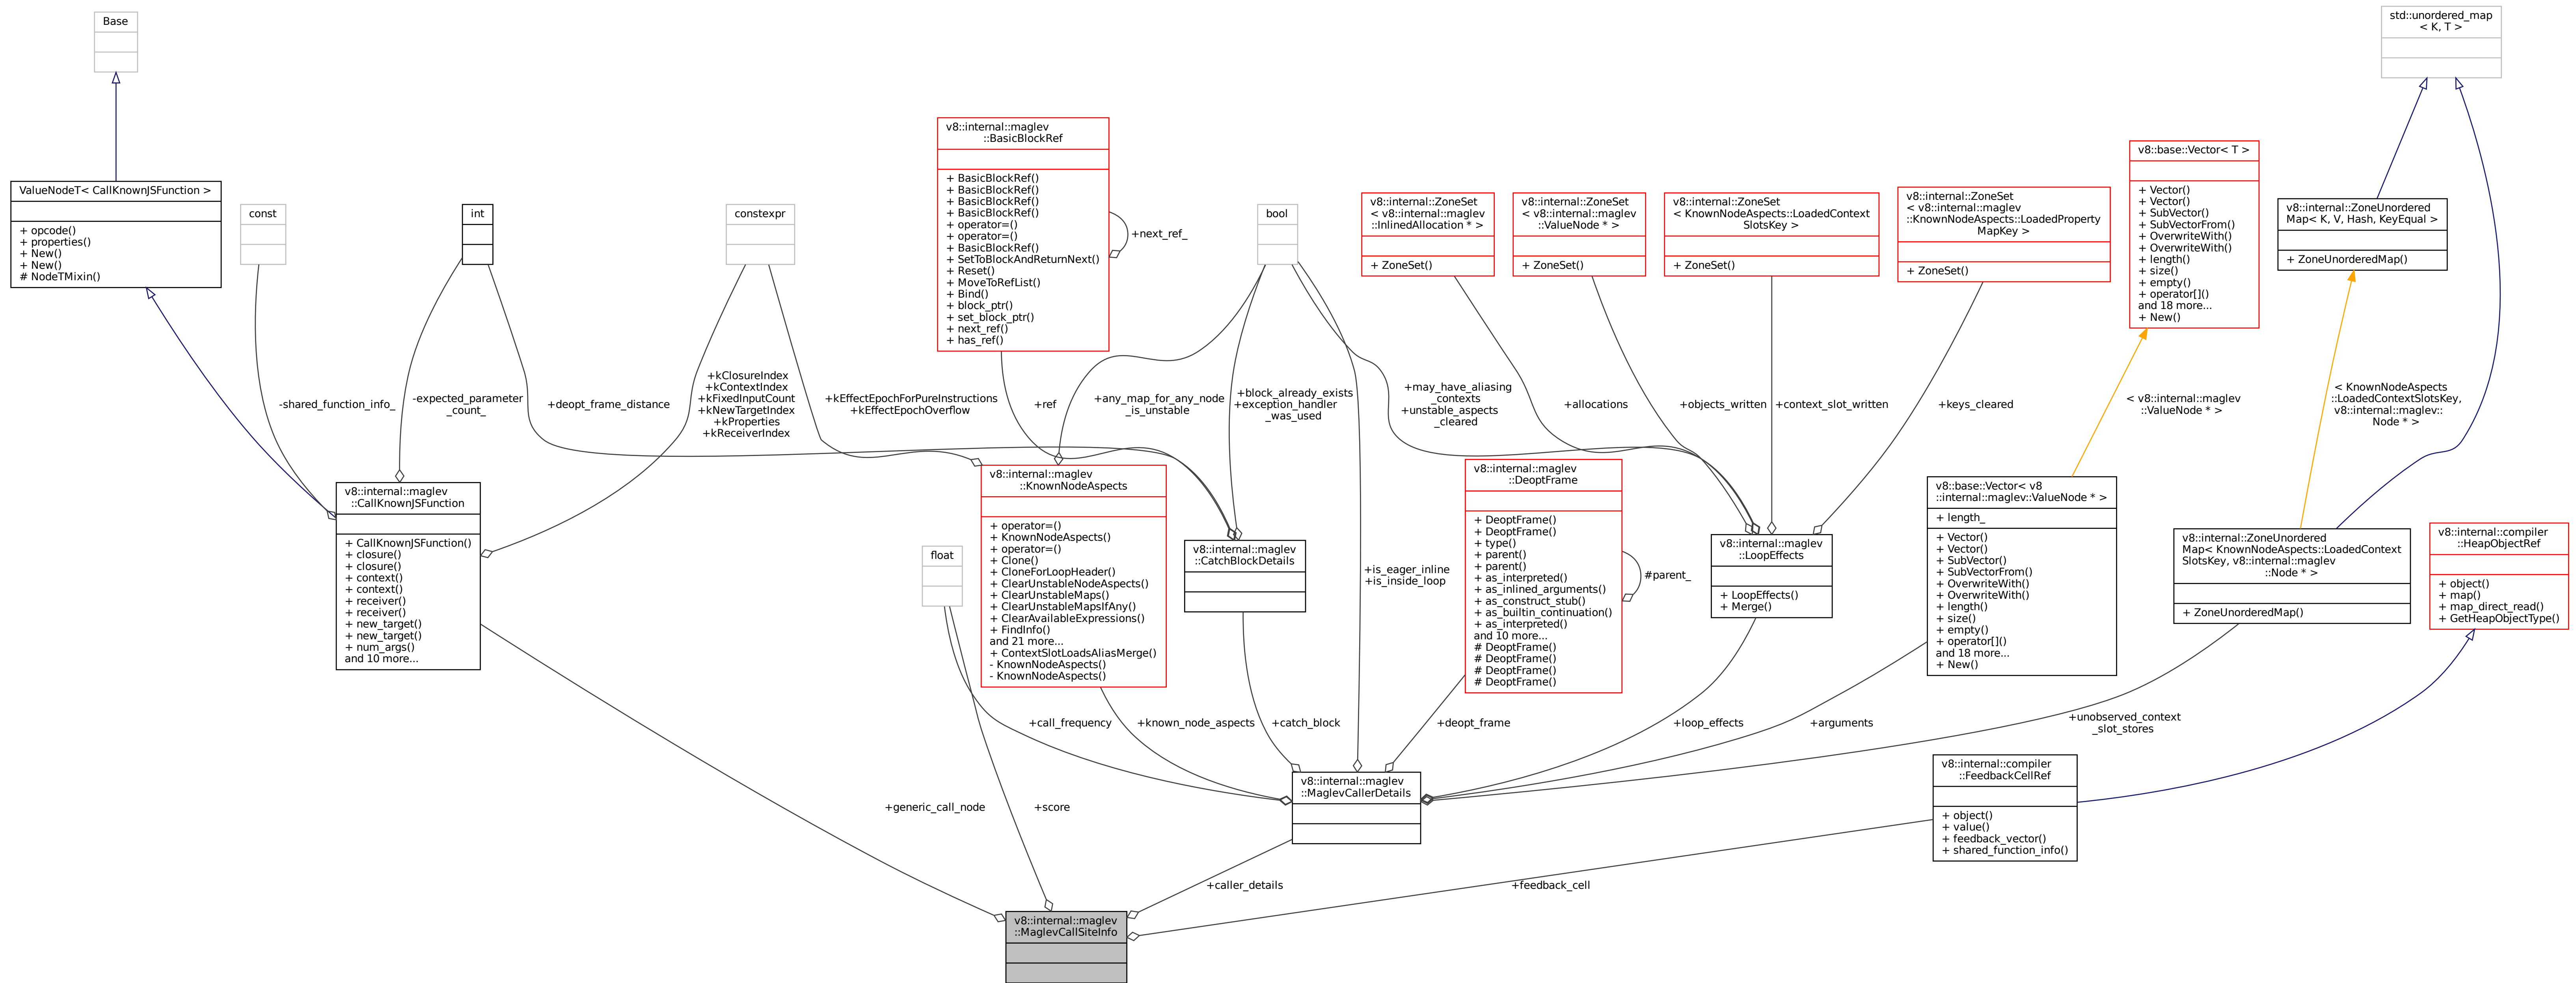 Base
std::unordered_map
< K, T >
v8::internal::maglev
::BasicBlockRef
+ BasicBlockRef()
+ BasicBlockRef()
+ BasicBlockRef()
+ BasicBlockRef()
+ operator=()
+ operator=()
+ BasicBlockRef()
+ SetToBlockAndReturnNext()
+ Reset()
+ MoveToRefList()
+ Bind()
+ block_ptr()
+ set_block_ptr()
+ next_ref()
+ has_ref()
+next_ref_
v8::base::Vector< T >
+ Vector()
+ Vector()
+ SubVector()
+ SubVectorFrom()
+ OverwriteWith()
+ OverwriteWith()
+ length()
+ size()
+ empty()
+ operator[]()
and 18 more...
+ New()
ValueNodeT< CallKnownJSFunction >
+ opcode()
+ properties()
+ New()
+ New()
# NodeTMixin()
const
int
constexpr
bool
v8::internal::ZoneSet
< v8::internal::maglev
::InlinedAllocation * >
+ ZoneSet()
v8::internal::ZoneSet
< v8::internal::maglev
::ValueNode * >
+ ZoneSet()
v8::internal::ZoneSet
< KnownNodeAspects::LoadedContext
SlotsKey >
+ ZoneSet()
v8::internal::ZoneSet
< v8::internal::maglev
::KnownNodeAspects::LoadedProperty
MapKey >
+ ZoneSet()
v8::internal::ZoneUnordered
Map< K, V, Hash, KeyEqual >
+ ZoneUnorderedMap()
-shared_function_info_
-expected_parameter
_count_
+deopt_frame_distance
+kClosureIndex
+kContextIndex
+kFixedInputCount
+kNewTargetIndex
+kProperties
+kReceiverIndex
+kEffectEpochForPureInstructions
+kEffectEpochOverflow
+ref
+any_map_for_any_node
_is_unstable
+block_already_exists
+exception_handler
_was_used
+may_have_aliasing
_contexts
+unstable_aspects
_cleared
+allocations
+objects_written
+context_slot_written
+keys_cleared
< v8::internal::maglev
::ValueNode * >
< KnownNodeAspects
::LoadedContextSlotsKey,
v8::internal::maglev::
Node * >
v8::internal::maglev
::CallKnownJSFunction
+ CallKnownJSFunction()
+ closure()
+ closure()
+ context()
+ context()
+ receiver()
+ receiver()
+ new_target()
+ new_target()
+ num_args()
and 10 more...
float
v8::internal::maglev
::KnownNodeAspects
+ operator=()
+ KnownNodeAspects()
+ operator=()
+ Clone()
+ CloneForLoopHeader()
+ ClearUnstableNodeAspects()
+ ClearUnstableMaps()
+ ClearUnstableMapsIfAny()
+ ClearAvailableExpressions()
+ FindInfo()
and 21 more...
+ ContextSlotLoadsAliasMerge()
- KnownNodeAspects()
- KnownNodeAspects()
v8::internal::maglev
::CatchBlockDetails
+is_eager_inline
+is_inside_loop
v8::internal::maglev
::DeoptFrame
+ DeoptFrame()
+ DeoptFrame()
+ type()
+ parent()
+ parent()
+ as_interpreted()
+ as_inlined_arguments()
+ as_construct_stub()
+ as_builtin_continuation()
+ as_interpreted()
and 10 more...
# DeoptFrame()
# DeoptFrame()
# DeoptFrame()
# DeoptFrame()
#parent_
v8::internal::maglev
::LoopEffects
+ LoopEffects()
+ Merge()
v8::base::Vector< v8
::internal::maglev::ValueNode * >
+ length_
+ Vector()
+ Vector()
+ SubVector()
+ SubVectorFrom()
+ OverwriteWith()
+ OverwriteWith()
+ length()
+ size()
+ empty()
+ operator[]()
and 18 more...
+ New()
v8::internal::ZoneUnordered
Map< KnownNodeAspects::LoadedContext
SlotsKey, v8::internal::maglev
::Node * >
+ ZoneUnorderedMap()
v8::internal::compiler
::HeapObjectRef
+ object()
+ map()
+ map_direct_read()
+ GetHeapObjectType()
+call_frequency
+known_node_aspects
+catch_block
+deopt_frame
+loop_effects
+arguments
+unobserved_context
_slot_stores
+generic_call_node
+score
v8::internal::maglev
::MaglevCallerDetails
v8::internal::compiler
::FeedbackCellRef
+ object()
+ value()
+ feedback_vector()
+ shared_function_info()
+caller_details
+feedback_cell
v8::internal::maglev
::MaglevCallSiteInfo